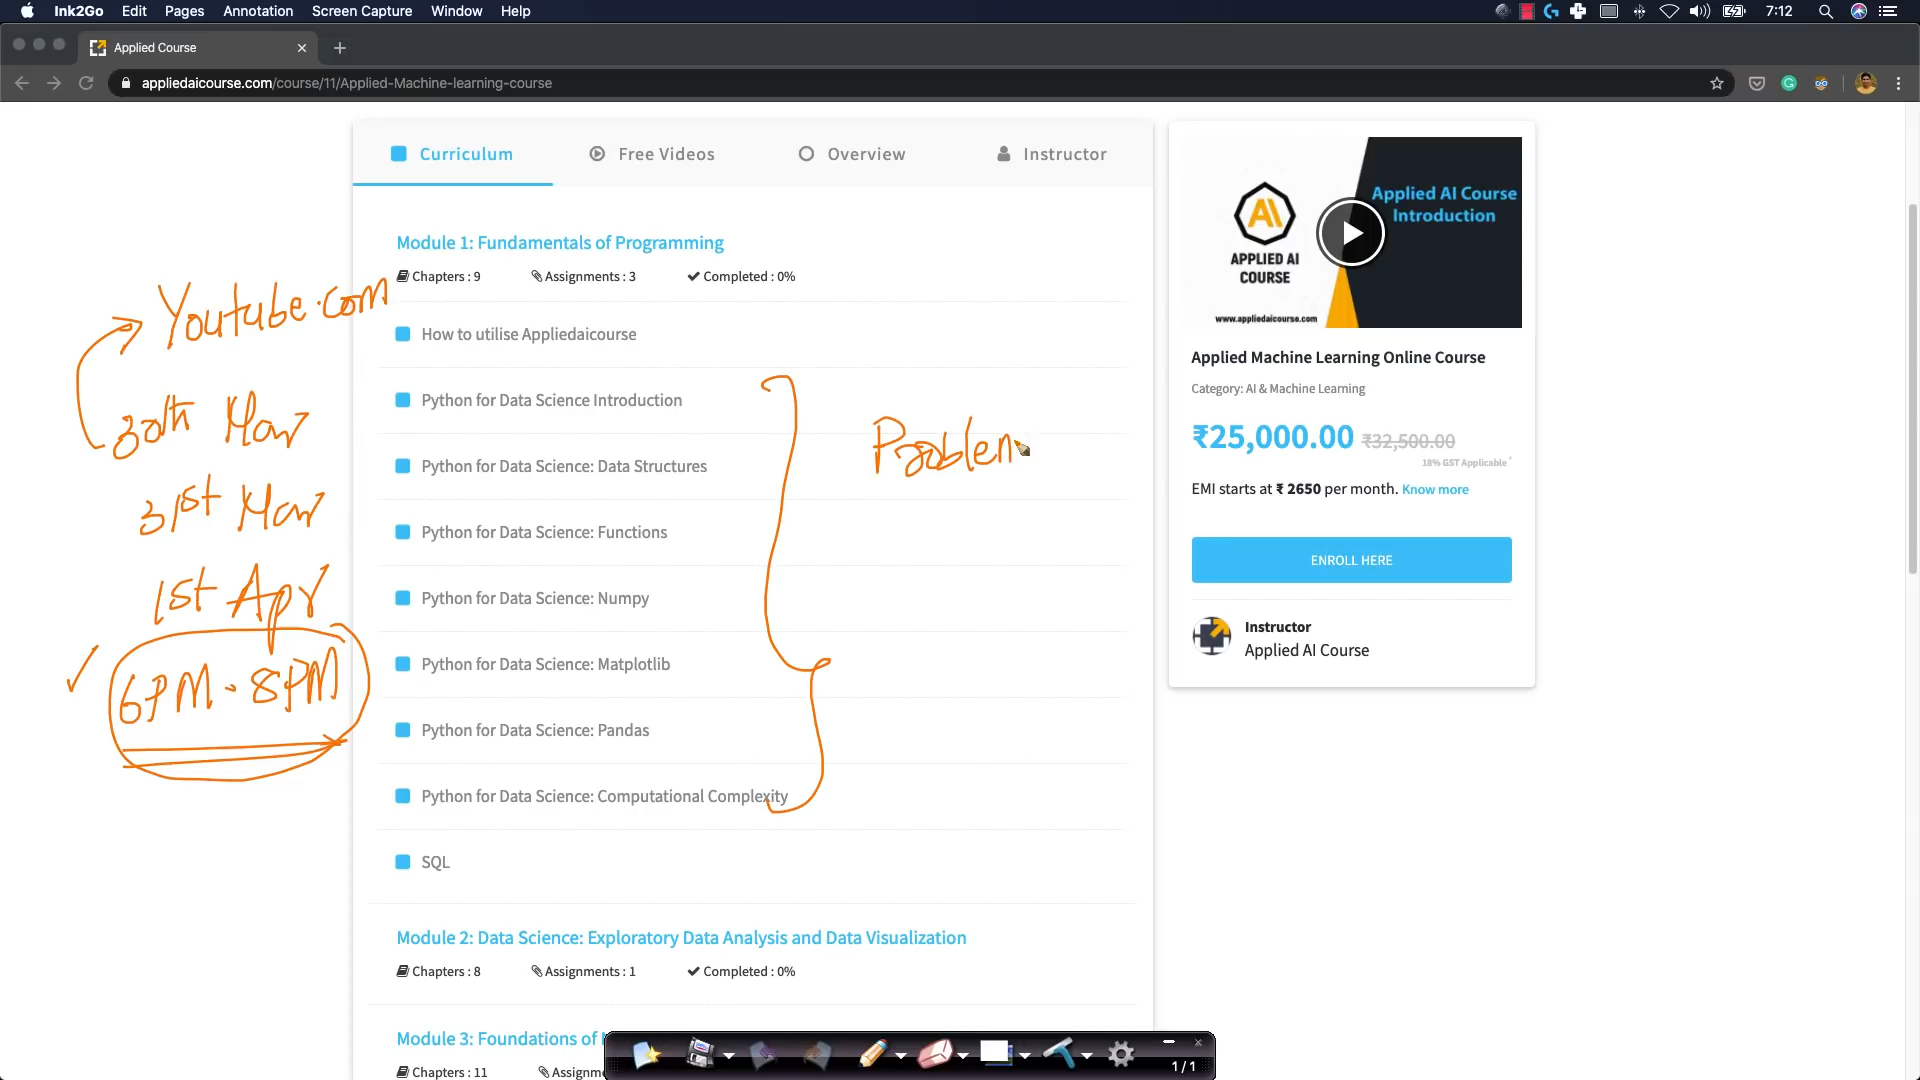 Ink2Go Edit Pages Annotation Screen Capture Window Help 7:12
Applied Course
appliedaicourse.com/course/11/Applied-Machine-learning-course
Curriculum Free Videos Overview Instructor
Module 1: Fundamentals of Programming
Chapters : 9 Assignments : 3 Completed : 0%
How to utilise Appliedaicourse
Python for Data Science Introduction
Python for Data Science: Data Structures
Python for Data Science: Functions
Python for Data Science: Numpy
Python for Data Science: Matplotlib
Python for Data Science: Pandas
Python for Data Science: Computational Complexity
SQL
Module 2: Data Science: Exploratory Data Analysis and Data Visualization
Chapters : 8 Assignments : 1 Completed : 0%
Module 3: Foundations of
Chapters : 11 Assignm
Youtube.com
30th Mar
31st Mar
1st Apr
6PM - 8PM
Problem
AI
APPLIED AI
COURSE
Applied AI Course
Introduction
www.appliedaicourse.com
Applied Machine Learning Online Course
Category: AI & Machine Learning
₹25,000.00 ₹32,500.00
18% GST Applicable *
EMI starts at ₹ 2650 per month. Know more
ENROLL HERE
Instructor
Applied AI Course
1/1